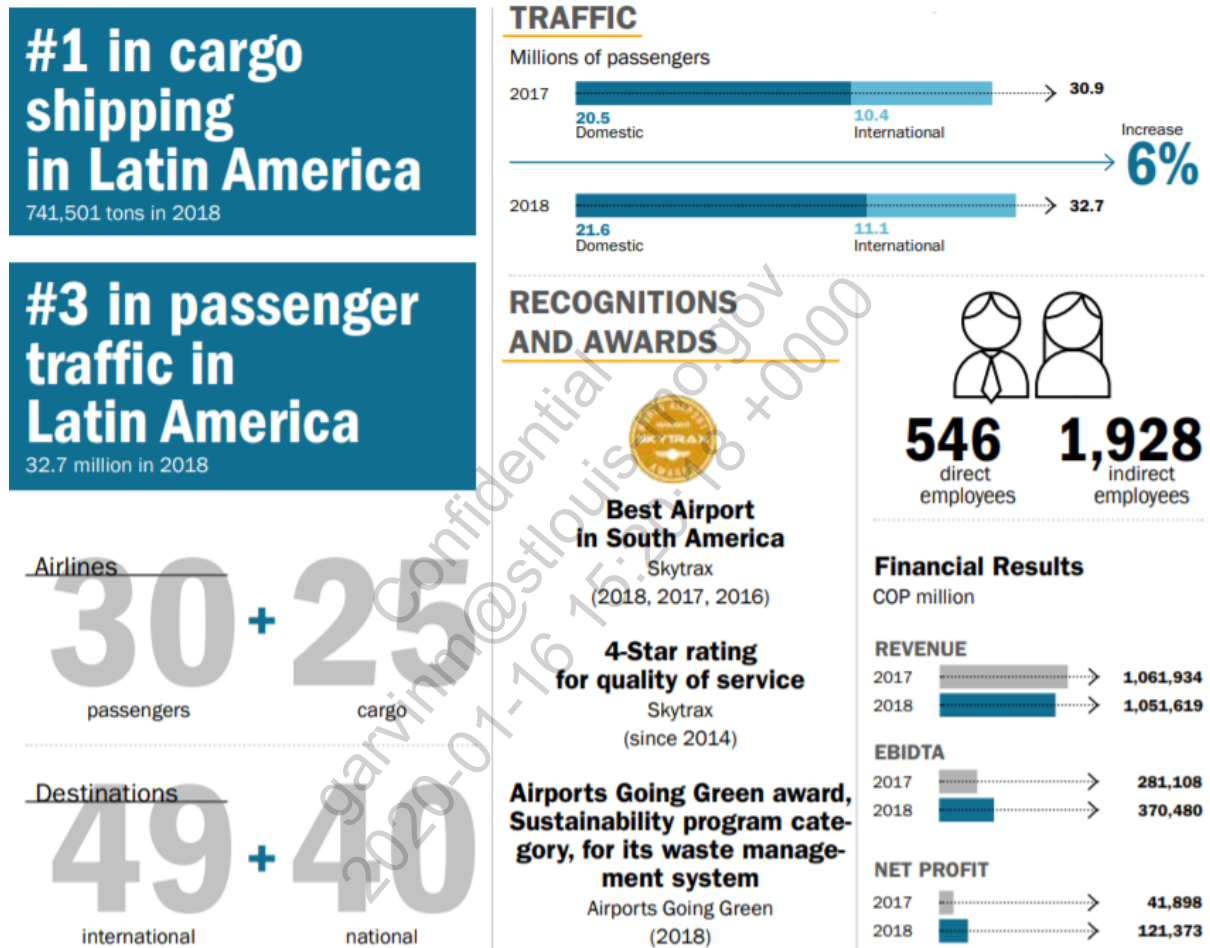 #1 in cargo
shipping
in Latin America
741,501 tons in 2018
#3 in passenger
traffic in
Latin America
32.7 million in 2018
Airlines
30 + 25
passengers cargo
Destinations
49 + 40
international national
TRAFFIC
Millions of passengers
2017 30.9
20.5 10.4
Domestic International
Increase
6%
2018 32.7
21.6 11.1
Domestic International
RECOGNITIONS
AND AWARDS
SKYTRAX
Best Airport
in South America
Skytrax
(2018, 2017, 2016)
4-Star rating
for quality of service
Skytrax
(since 2014)
Airports Going Green award,
Sustainability program cate-
gory, for its waste manage-
ment system
Airports Going Green
(2018)
546 1,928
direct indirect
employees employees
Financial Results
COP million
REVENUE
2017 1,061,934
2018 1,051,619
EBIDTA
2017 281,108
2018 370,480
NET PROFIT
2017 41,898
2018 121,373
Confidential
garvinm@stlouis-mo.gov
2020-01-16 15:20:18 +0000